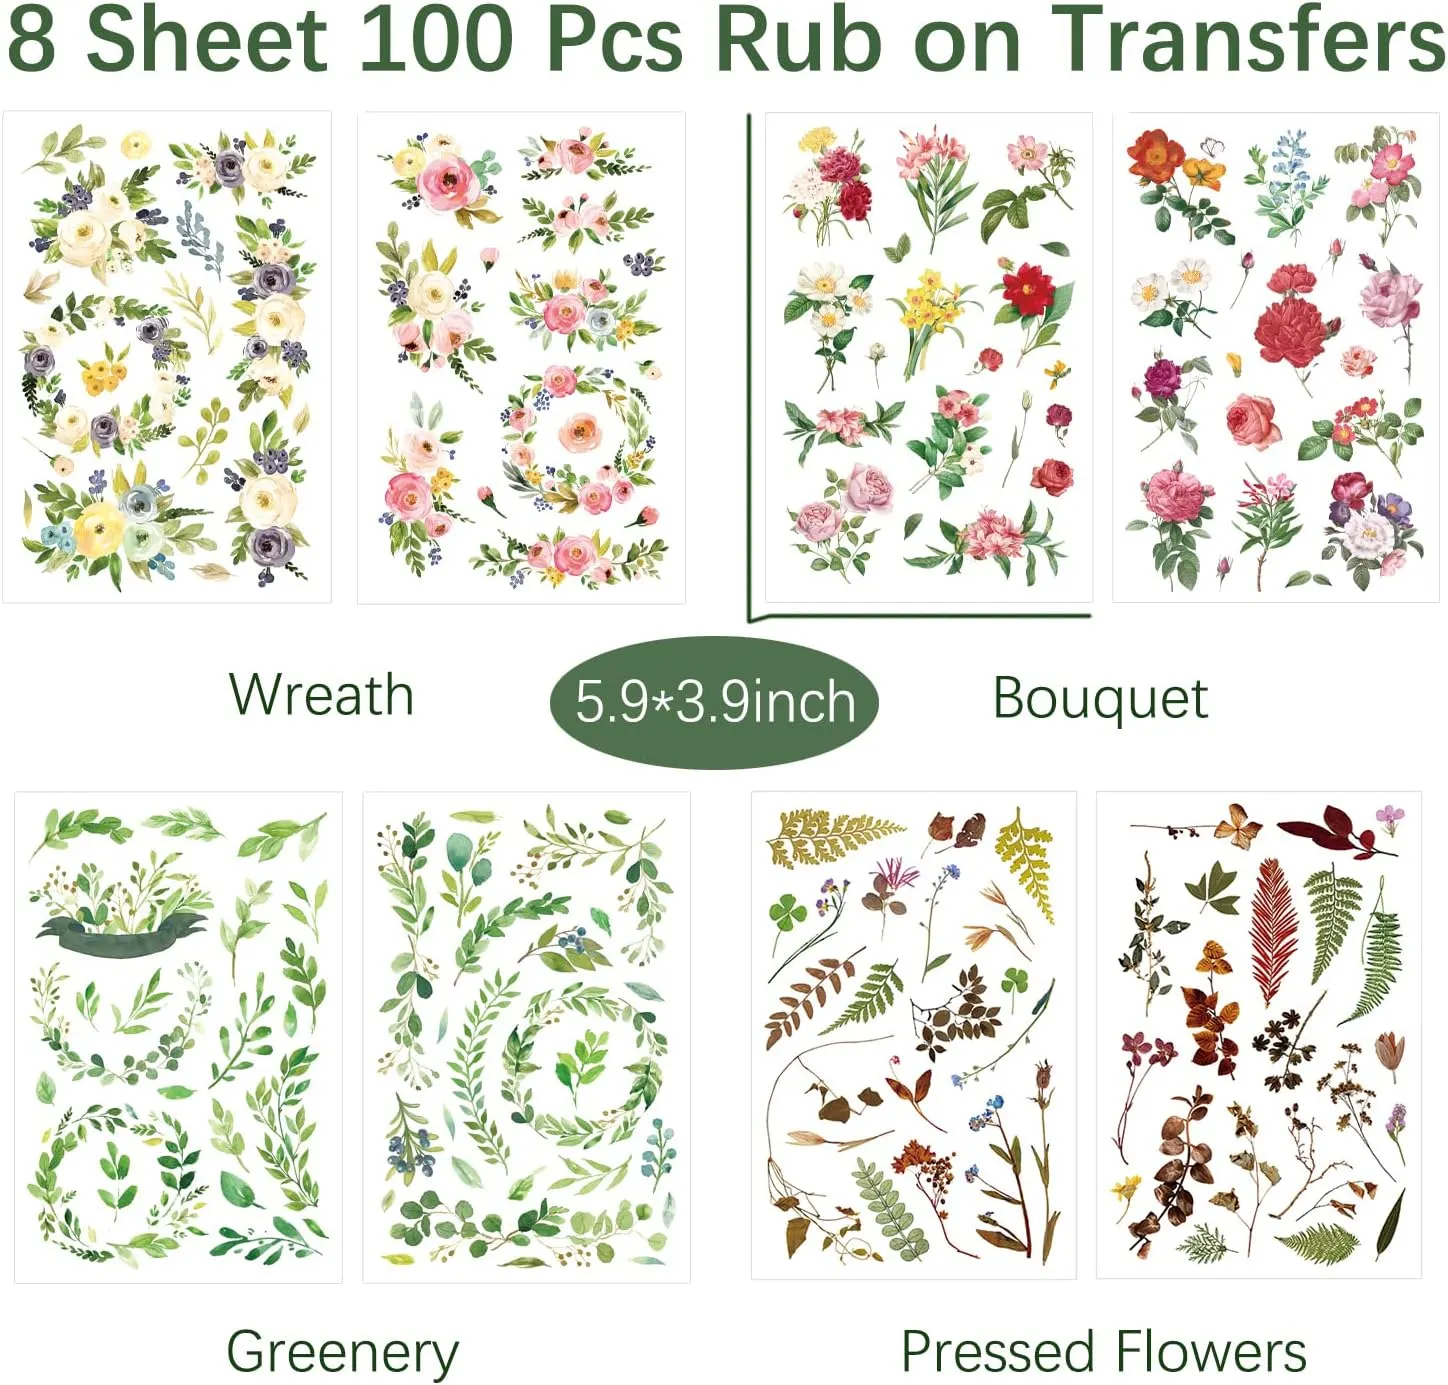 8 Sheet 100 Pcs Rub on Transfers
Wreath
5.9*3.9inch
Bouquet
Greenery
Pressed Flowers